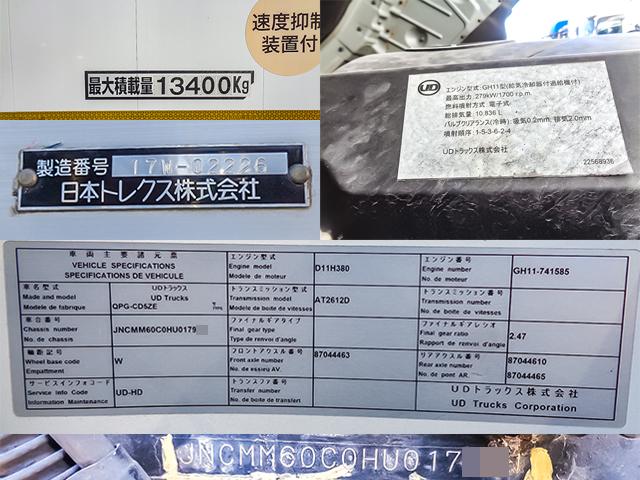 速度抑制
装置付
最大積載量 13400Kg
製造番号 17W-02226
日本トレクス株式会社
UD
エンジン型式: GH11型(給気冷却器付過給機付)
最高出力: 279kW/1700 r.p.m.
燃料噴射方式: 電子式
総排気量: 10.836 L
バルブクリアランス(冷時): 吸気0.2mm, 排気2.0mm
噴射順序: 1-5-3-6-2-4
UDトラックス株式会社
22568936
車両主要諸元票
VEHICLE SPECIFICATIONS
SPECIFICATIONS DE VEHICULE
エンジン型式
Engine model
Modèle de moteur
D11H380
エンジン番号
Engine number
No. de moteur
GH11-741585
車名型式
Made and model
Modèle de fabrique
UDトラックス
UD Trucks
QPG-CD5ZE
トランスミッション型式
Transmission model
Modèle de boite de vitesses
AT2612D
トランスミッション番号
Transmission number
No. de boite de vitesses
車台番号
Chassis number
No. de chassis
JNCMM60C0HU0179
ファイナルギアタイプ
Final gear type
Type de renvoi d'angle
ファイナルギアレシオ
Final gear ratio
Rapport de renvoi d'angle
2.47
軸距記号
Wheel base code
Empattment
W
フロントアクスル番号
Front axle number
No. de essieu AV.
87044463
リアアクスル番号
Rear axle number
No. de pont AR.
87044610
87044465
サービスインフォコード
Service Info Code
Information Maintenance
UD-HD
トランスファ番号
Transfer number
No. de boite de transfert
UDトラックス株式会社
UD Trucks Corporation
JNCMM60C0HU017